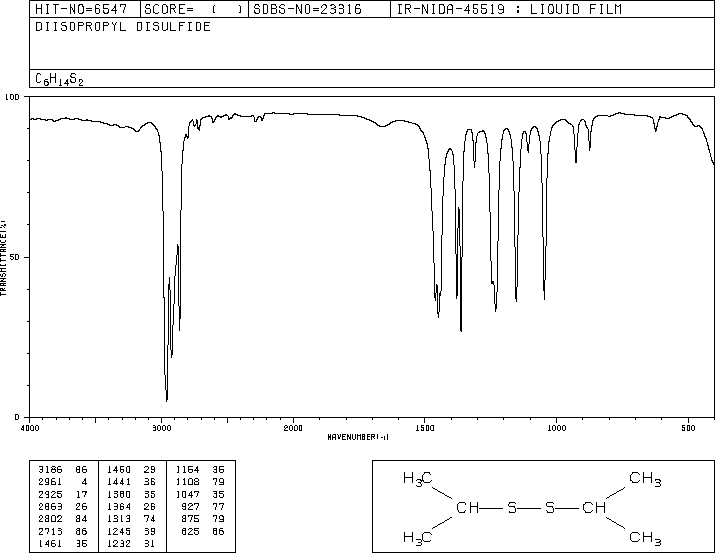 HIT-NO=6547 SCORE= ( ) SDBS-NO=23316 IR-NIDA-45519 : LIQUID FILM
DIISOPROPYL DISULFIDE
C6H14S2
100
50
0
TRANSMITTANCE(%)
4000 3000 2000 1500 1000 500
WAVENUMBER(-1)
3186 86 1450 29 1154 35
2961 4 1441 36 1108 79
2925 17 1380 35 1047 35
2869 26 1364 26 927 77
2802 84 1313 74 875 79
2713 86 1245 39 625 86
1461 35 1232 31
H3C CH3
CH S S CH
H3C CH3